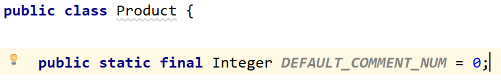 public class Product {
public static final Integer DEFAULT_COMMENT_NUM = 0;